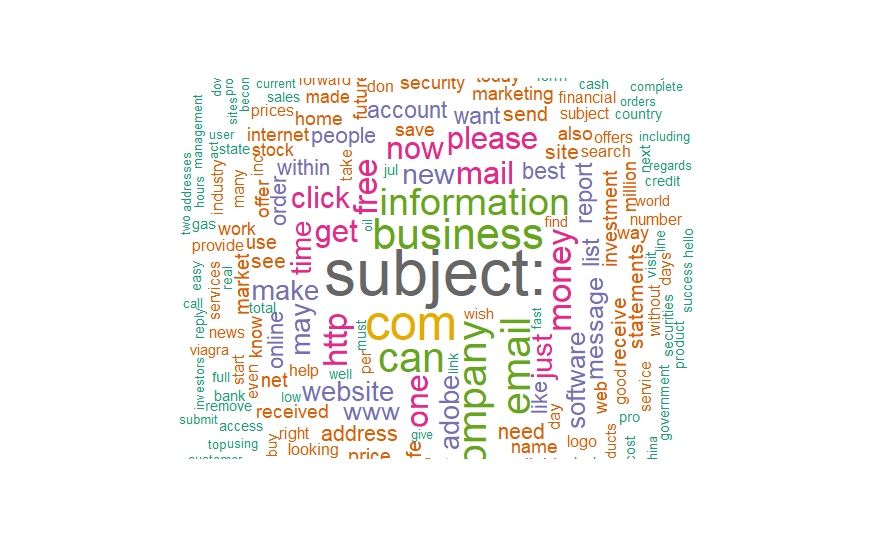 dov
pro
current
forward
don
security
today
form
cash
complete
sites
becon
sales
made
future
marketing
financial
orders
prices
home
account
want
send
subject
country
management
act
user
internet
people
save
now
please
also
offers
including
state
stock
inc
take
site
search
next
within
free
jul
new
mail
best
regards
two addresses
hours
industry
many
offer
order
click
information
report
investment
million
credit
world
gas
work
time
get
oil
business
find
list
way
number
provide
use
see
subject:
money
message
statements
without
visit
line
days
success
hello
easy
services
real
market
make
call
total
may
http
com
wish
fast
just
software
receive
securities
product
reply
news
know
online
must
can
link
email
viagra
start
even
help
per
well
like
web
good
service
government
investors
full
net
low
website
one
adobe
ompany
day
bank
remove
received
www
submit
access
give
need
logo
pro
top
using
buy
right
address
name
cost
ducts
looking
price
fe
china
customer